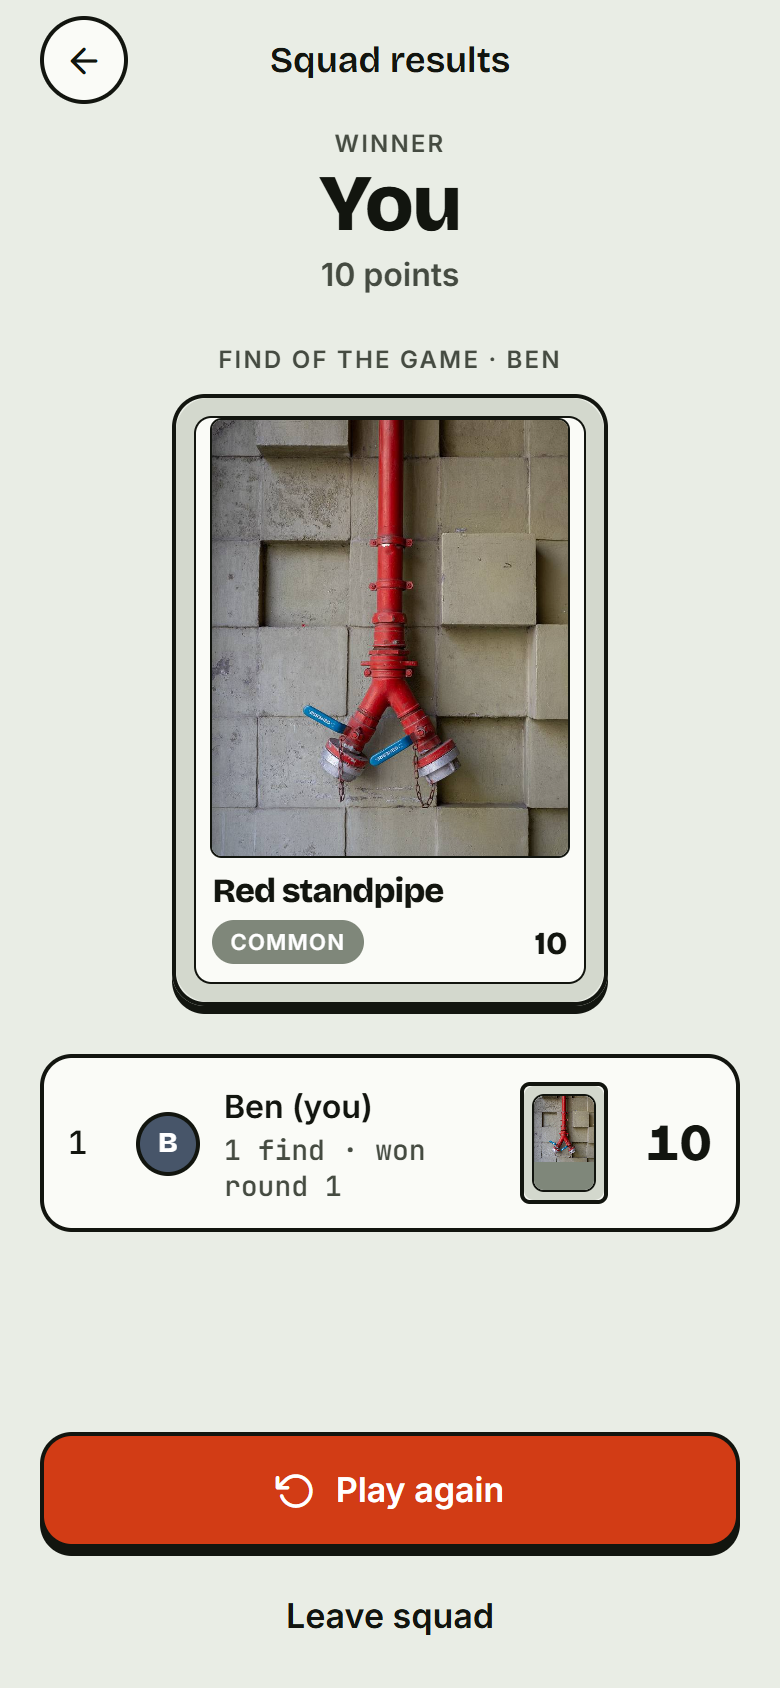 Squad results
WINNER
You
10 points
FIND OF THE GAME · BEN
Red standpipe
COMMON
10
1
B
Ben (you)
1 find · won
round 1
10
Play again
Leave squad